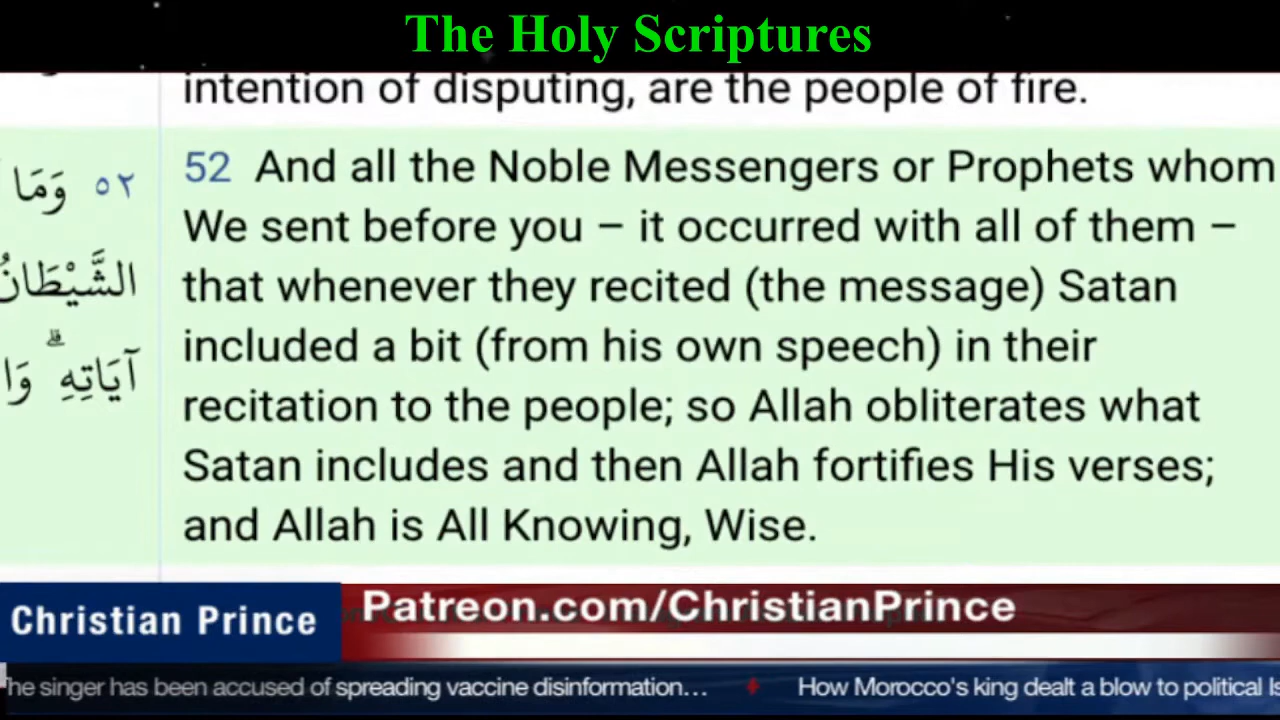 The Holy Scriptures
intention of disputing, are the people of fire.
52 And all the Noble Messengers or Prophets whom
We sent before you – it occurred with all of them –
that whenever they recited (the message) Satan
included a bit (from his own speech) in their
recitation to the people; so Allah obliterates what
Satan includes and then Allah fortifies His verses;
and Allah is All Knowing, Wise.
٥٢ وَمَا
الشَّيْطَانُ
آيَاتِهِ ۗ وَا
Christian Prince
Patreon.com/ChristianPrince
he singer has been accused of spreading vaccine disinformation... How Morocco's king dealt a blow to political Is